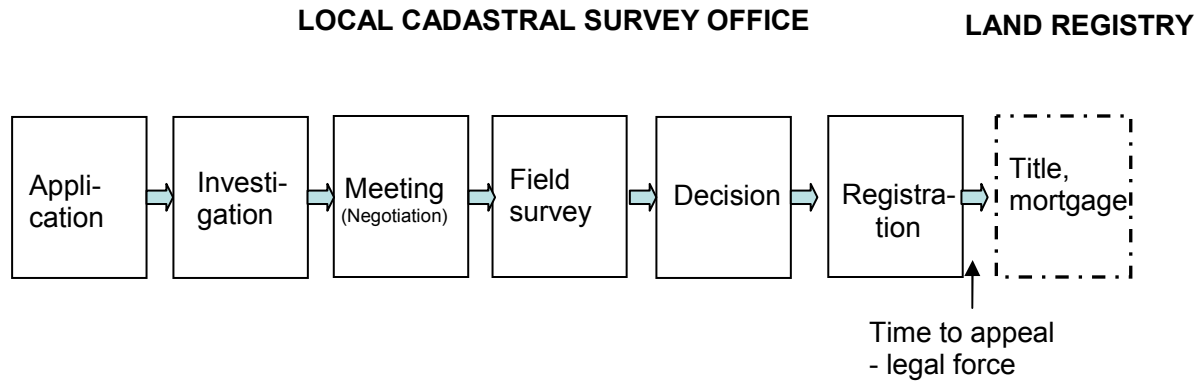 LOCAL CADASTRAL SURVEY OFFICE
LAND REGISTRY
Appli-
cation
Investi-
gation
Meeting
(Negotiation)
Field
survey
Decision
Registra-
tion
Title,
mortgage
Time to appeal
- legal force